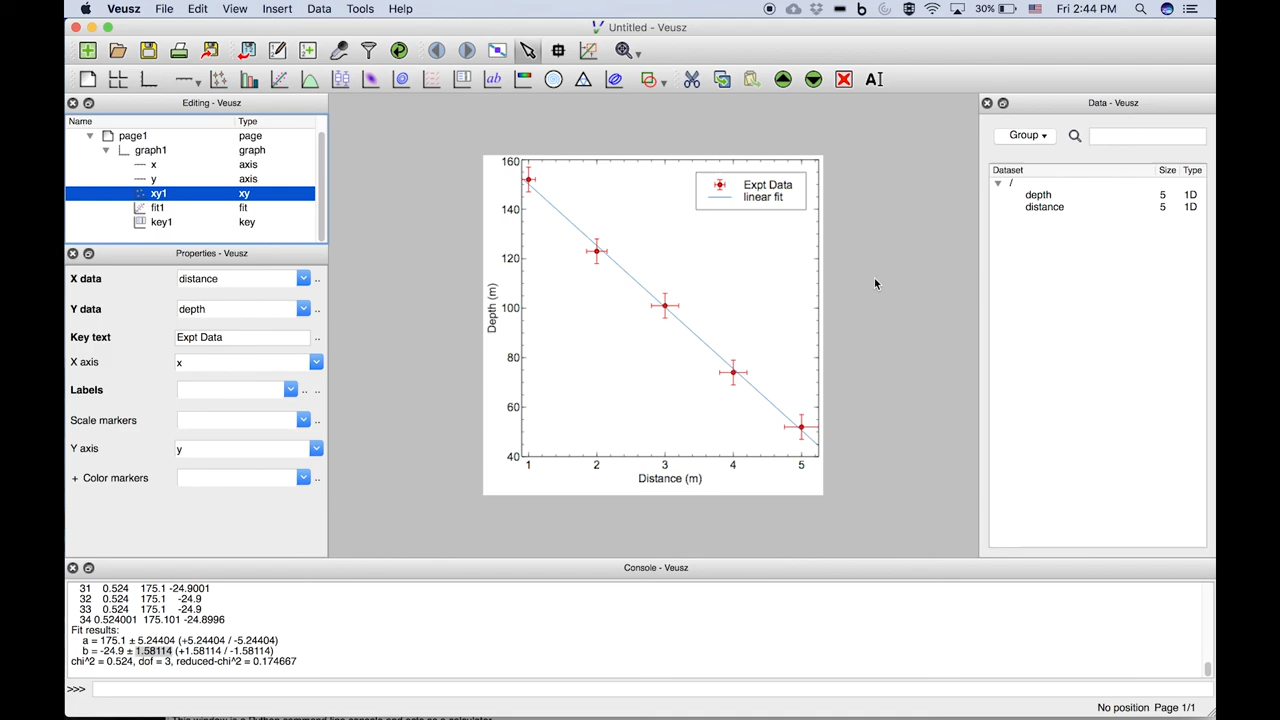 Veusz File Edit View Insert Data Tools Help 30% Fri 2:44 PM
Untitled - Veusz
Editing - Veusz
Name Type
page1 page
graph1 graph
x axis
y axis
xy1 xy
fit1 fit
key1 key
Properties - Veusz
X data distance ..
Y data depth ..
Key text Expt Data ..
X axis x
Labels .. ..
Scale markers ..
Y axis y
+ Color markers ..
160
140
120
100
80
60
40
Depth (m)
1 2 3 4 5
Distance (m)
Expt Data
linear fit
Data - Veusz
Group
Dataset Size Type
/
depth 5 1D
distance 5 1D
Console - Veusz
31 0.524 175.1 -24.9001
32 0.524 175.1 -24.9
33 0.524 175.1 -24.9
34 0.524001 175.101 -24.8996
Fit results:
a = 175.1 ± 5.24404 (+5.24404 / -5.24404)
b = -24.9 ± 1.58114 (+1.58114 / -1.58114)
chi^2 = 0.524, dof = 3, reduced-chi^2 = 0.174667
>>>
No position Page 1/1